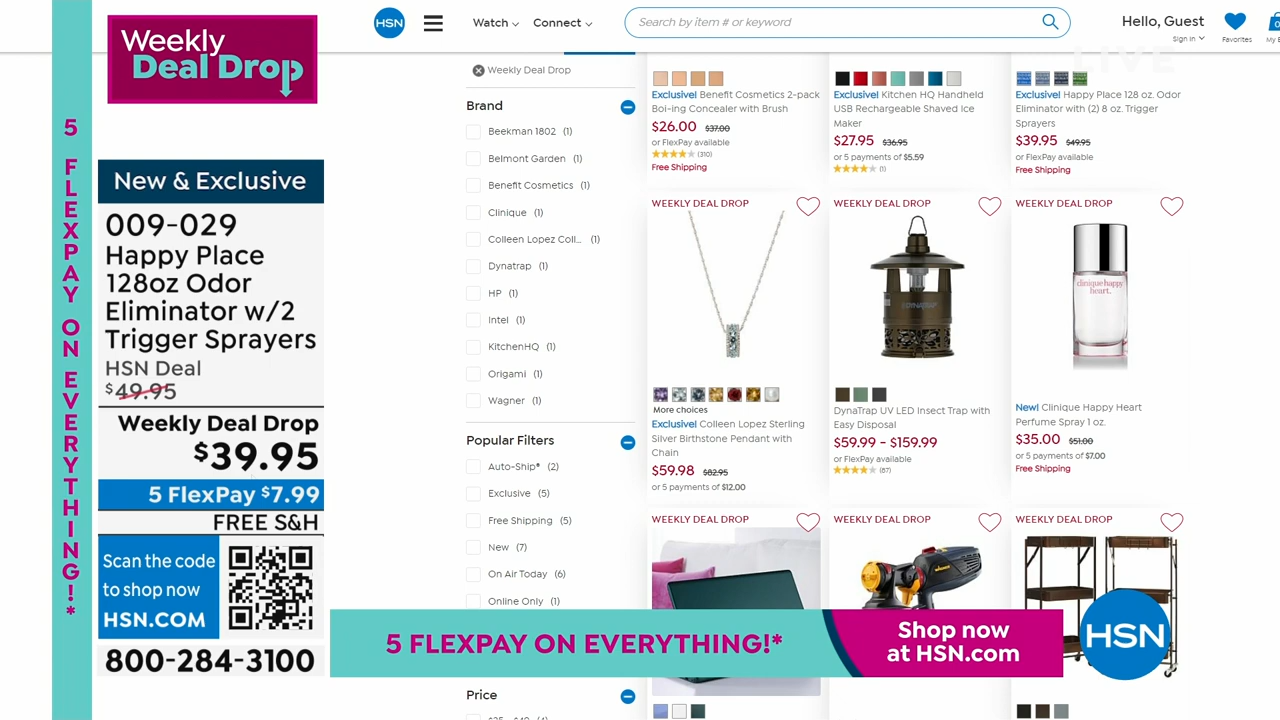 5 FLEXPAY ON EVERYTHING!*
Weekly
Deal Drop
New & Exclusive
009-029
Happy Place
128oz Odor
Eliminator w/2
Trigger Sprayers
HSN Deal
$49.95
Weekly Deal Drop
$39.95
5 FlexPay $7.99
FREE S&H
Scan the code
to shop now
HSN.COM
800-284-3100
HSN
Watch
Connect
Search by item # or keyword
Hello, Guest
Sign In
Favorites
0
LIVE
Weekly Deal Drop
Brand
Beekman 1802 (1)
Belmont Garden (1)
Benefit Cosmetics (1)
Clinique (1)
Colleen Lopez Coll... (1)
Dynatrap (1)
HP (1)
Intel (1)
KitchenHQ (1)
Origami (1)
Wagner (1)
Popular Filters
Auto-Ship® (2)
Exclusive (5)
Free Shipping (5)
New (7)
On Air Today (6)
Online Only (1)
Price
Exclusive! Benefit Cosmetics 2-pack
Boi-ing Concealer with Brush
$26.00 $37.00
or FlexPay available
(310)
Free Shipping
Exclusive! Kitchen HQ Handheld
USB Rechargeable Shaved Ice
Maker
$27.95 $36.95
or 5 payments of $5.59
(1)
Exclusive! Happy Place 128 oz. Odor
Eliminator with (2) 8 oz. Trigger
Sprayers
$39.95 $49.95
or FlexPay available
Free Shipping
WEEKLY DEAL DROP
More choices
Exclusive! Colleen Lopez Sterling
Silver Birthstone Pendant with
Chain
$59.98 $82.95
or 5 payments of $12.00
WEEKLY DEAL DROP
DYNATRAP
DynaTrap UV LED Insect Trap with
Easy Disposal
$59.99 - $159.99
or FlexPay available
(87)
WEEKLY DEAL DROP
clinique happy
heart.
New! Clinique Happy Heart
Perfume Spray 1 oz.
$35.00 $51.00
or 5 payments of $7.00
Free Shipping
WEEKLY DEAL DROP
WEEKLY DEAL DROP
WEEKLY DEAL DROP
5 FLEXPAY ON EVERYTHING!*
Shop now
at HSN.com
HSN